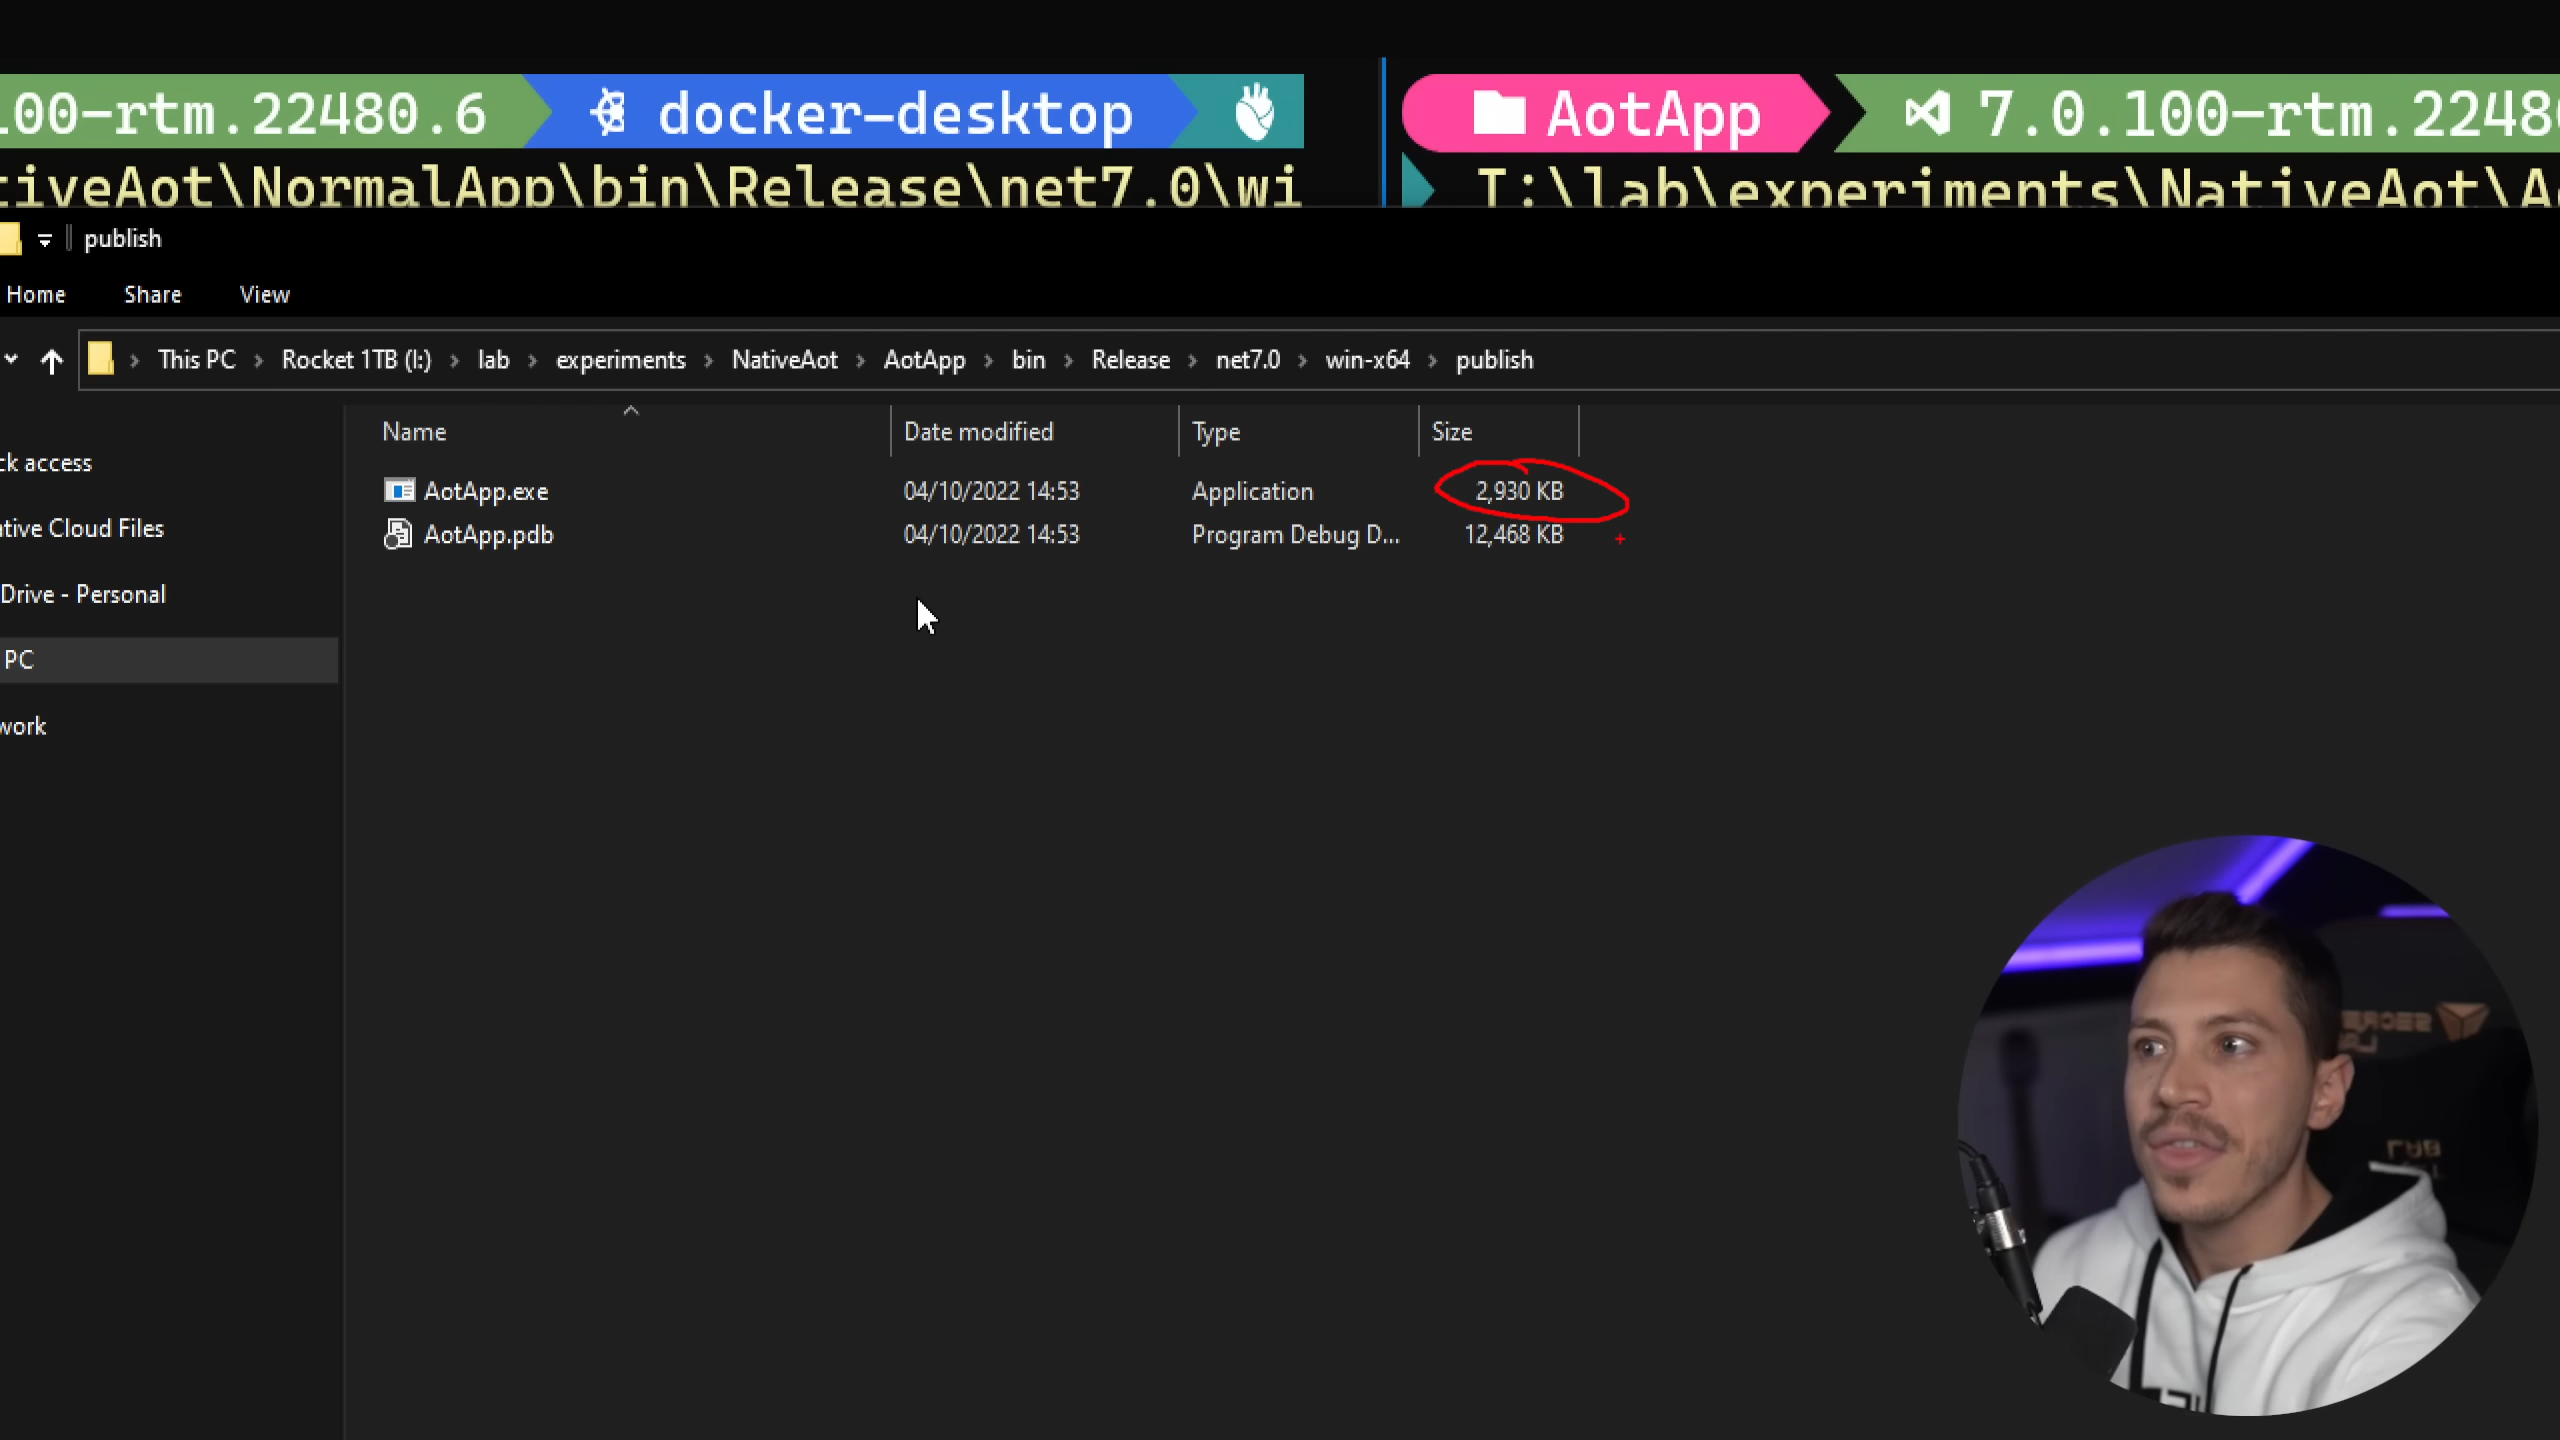 100-rtm.22480.6 docker-desktop AotApp 7.0.100-rtm.2248
tiveAot\NormalApp\bin\Release\net7.0\wi T:\lab\experiments\NativeAot\A
publish
Home Share View
This PC > Rocket 1TB (I:) > lab > experiments > NativeAot > AotApp > bin > Release > net7.0 > win-x64 > publish
Name Date modified Type Size
ck access
AotApp.exe 04/10/2022 14:53 Application 2,930 KB
AotApp.pdb 04/10/2022 14:53 Program Debug D... 12,468 KB
ative Cloud Files
Drive - Personal
PC
work
LAB